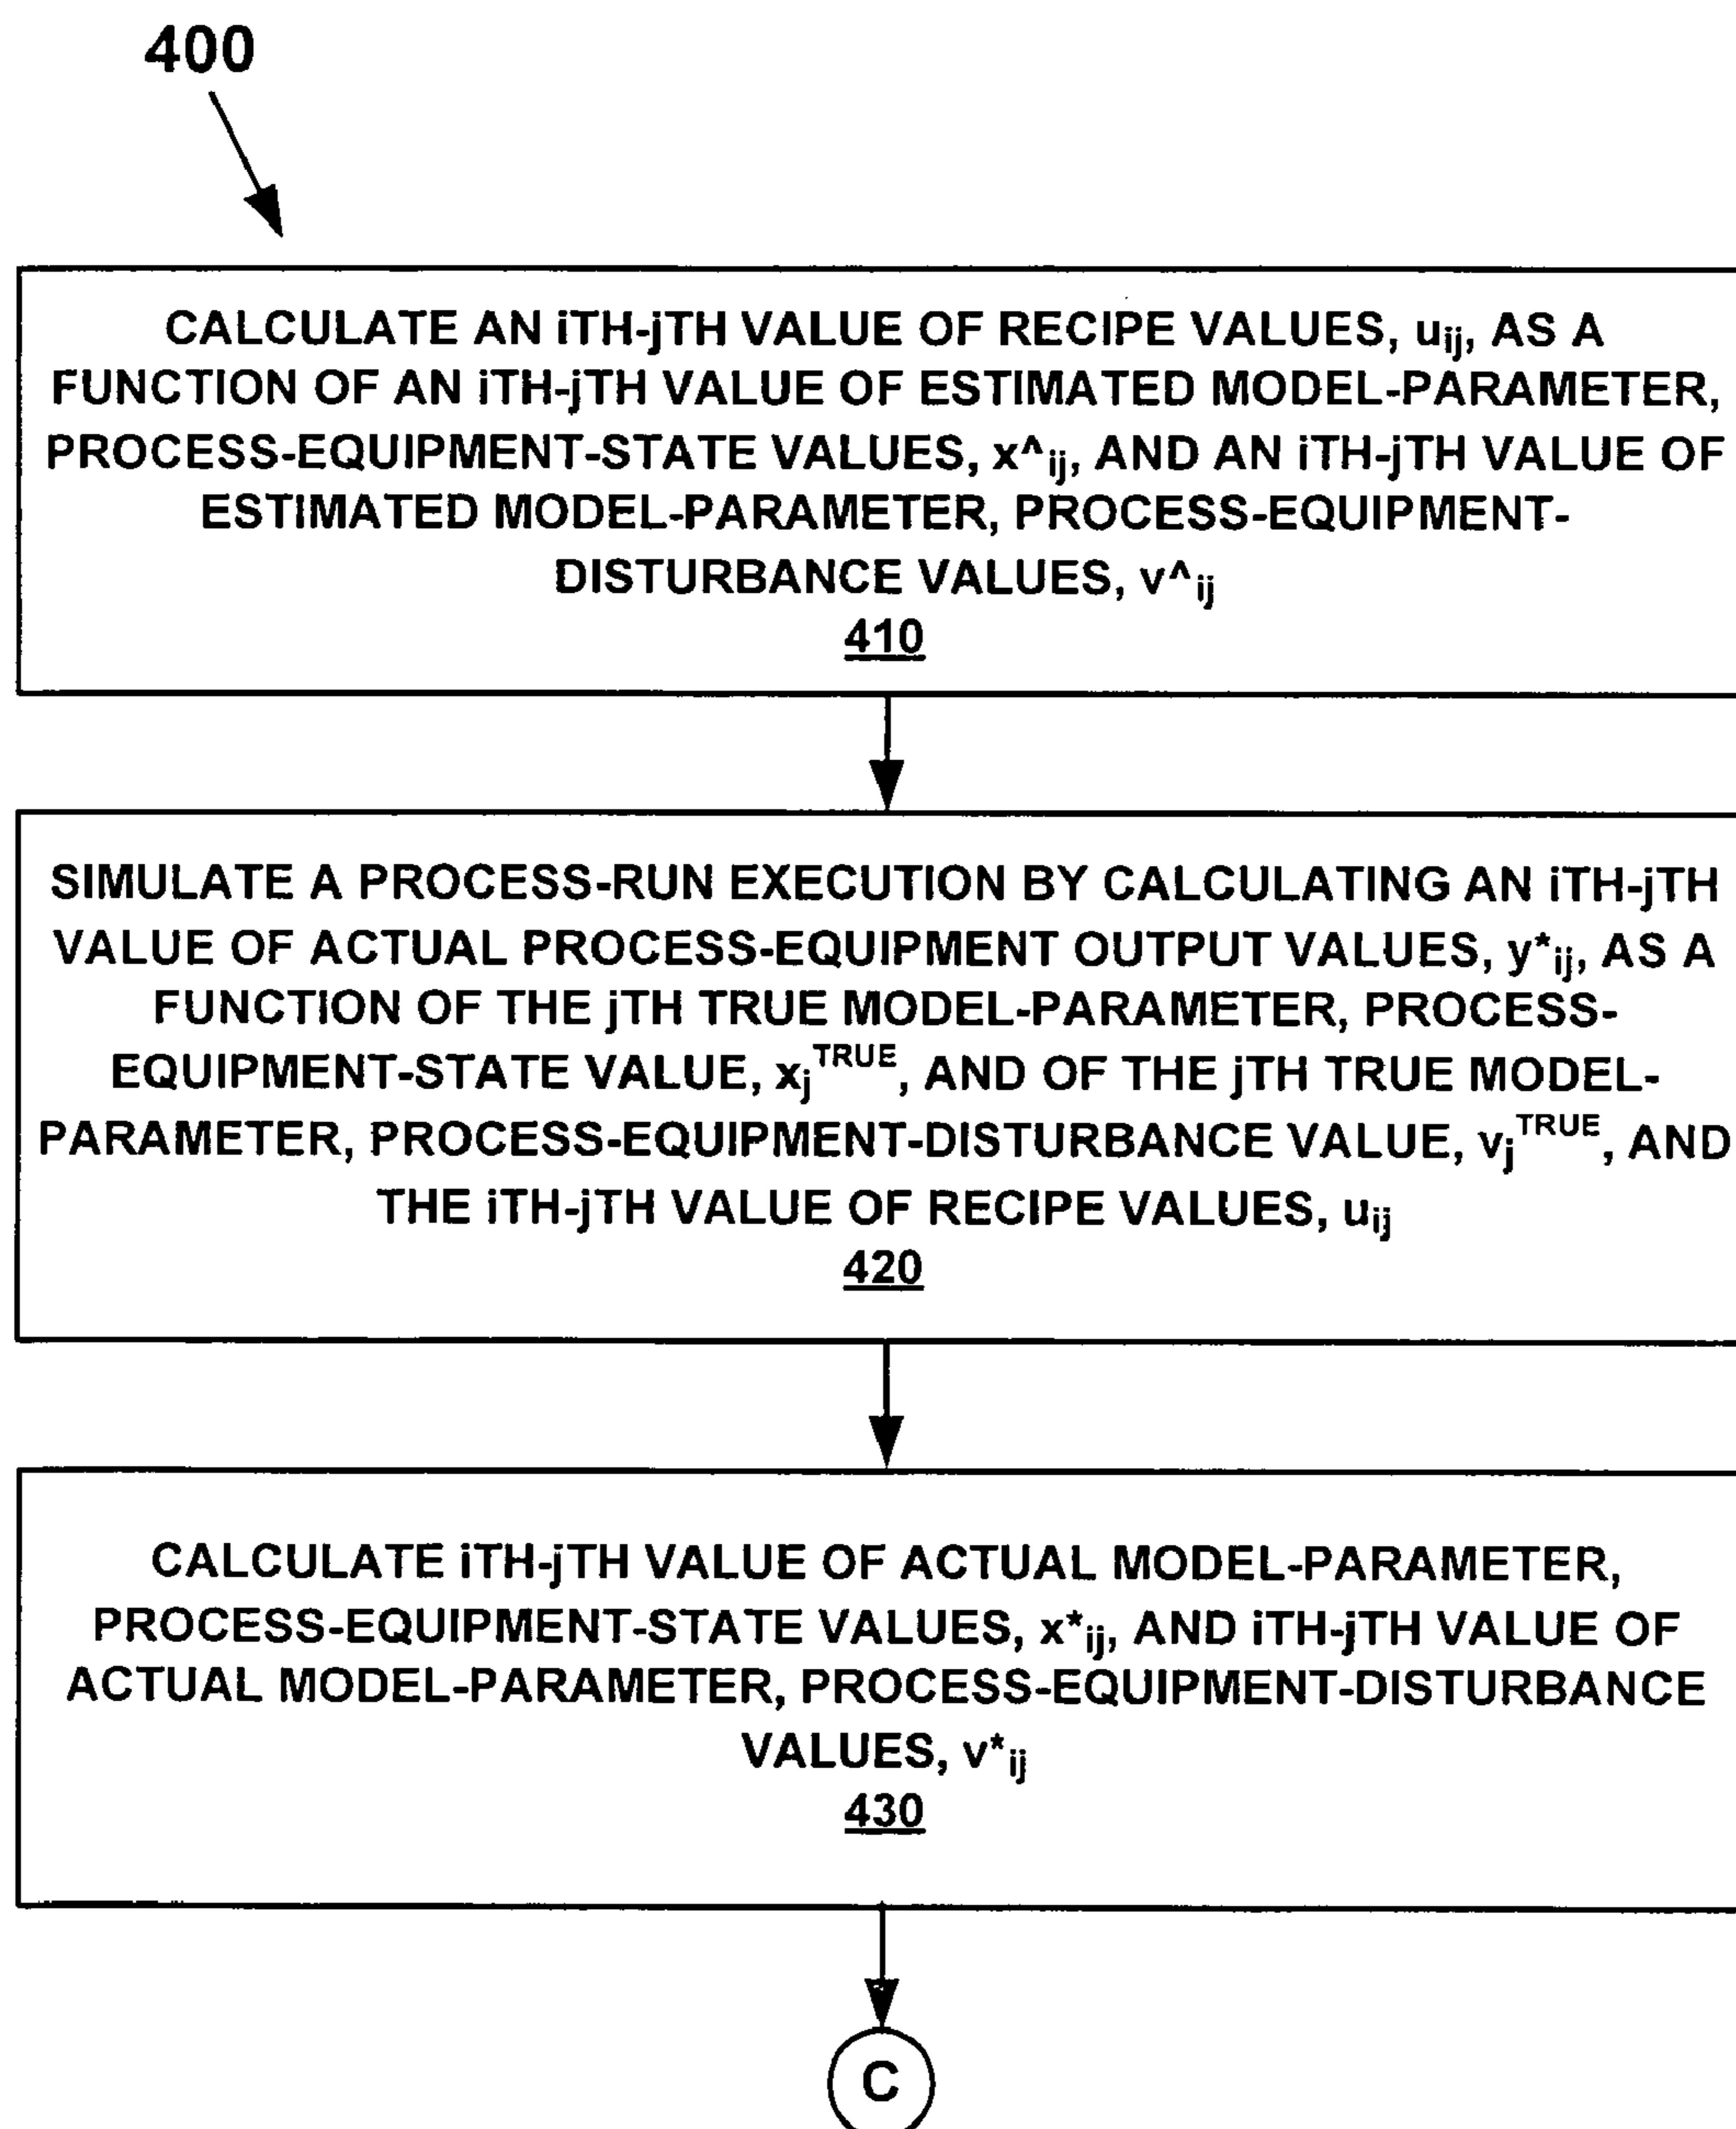 400
CALCULATE AN iTH-jTH VALUE OF RECIPE VALUES, uij, AS A
FUNCTION OF AN iTH-jTH VALUE OF ESTIMATED MODEL-PARAMETER,
PROCESS-EQUIPMENT-STATE VALUES, x^ij, AND AN iTH-jTH VALUE OF
ESTIMATED MODEL-PARAMETER, PROCESS-EQUIPMENT-
DISTURBANCE VALUES, v^ij
410
SIMULATE A PROCESS-RUN EXECUTION BY CALCULATING AN iTH-jTH
VALUE OF ACTUAL PROCESS-EQUIPMENT OUTPUT VALUES, y*ij, AS A
FUNCTION OF THE jTH TRUE MODEL-PARAMETER, PROCESS-
EQUIPMENT-STATE VALUE, xjTRUE, AND OF THE jTH TRUE MODEL-
PARAMETER, PROCESS-EQUIPMENT-DISTURBANCE VALUE, vjTRUE, AND
THE iTH-jTH VALUE OF RECIPE VALUES, uij
420
CALCULATE iTH-jTH VALUE OF ACTUAL MODEL-PARAMETER,
PROCESS-EQUIPMENT-STATE VALUES, x*ij, AND iTH-jTH VALUE OF
ACTUAL MODEL-PARAMETER, PROCESS-EQUIPMENT-DISTURBANCE
VALUES, v*ij
430
C